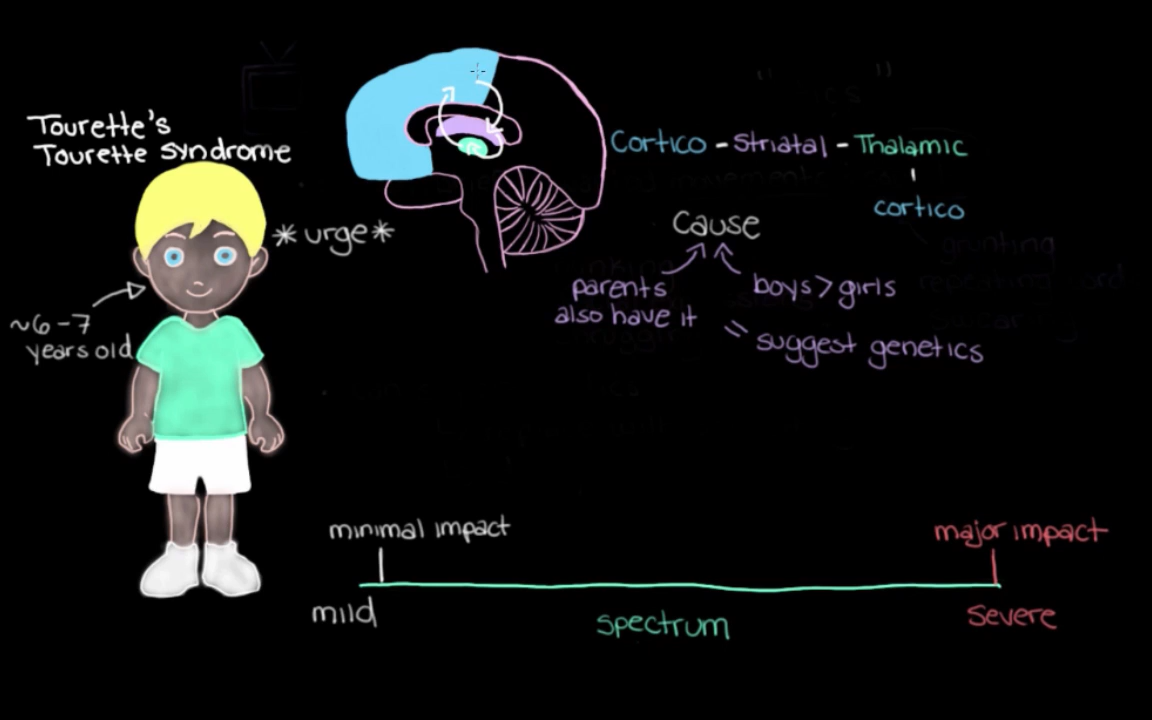 Tourette's
Tourette syndrome
*urge*
~6-7
years old
Cortico - Striatal - Thalamic
cortico
Cause
parents
also have it
boys > girls
suggest genetics
minimal impact
major impact
mild
spectrum
Severe
grunting